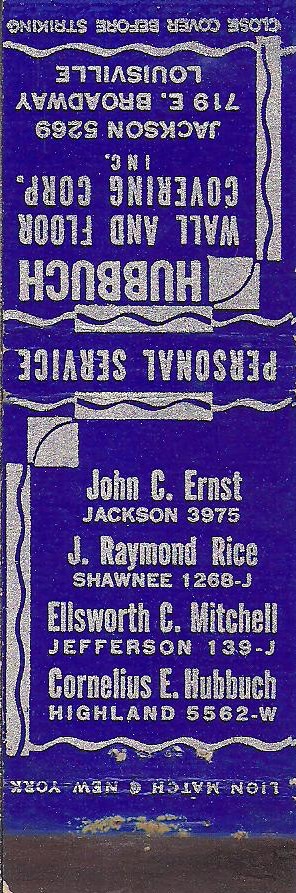 CLOSE COVER BEFORE STRIKING
HUBBUCH
WALL AND FLOOR
COVERING CORP.
INC.
JACKSON 5269
719 E. BROADWAY
LOUISVILLE
PERSONAL SERVICE
John C. Ernst
JACKSON 3975
J. Raymond Rice
SHAWNEE 1268-J
Ellsworth C. Mitchell
JEFFERSON 139-J
Cornelius E. Hubbuch
HIGHLAND 5562-W
LION MATCH © NEW YORK